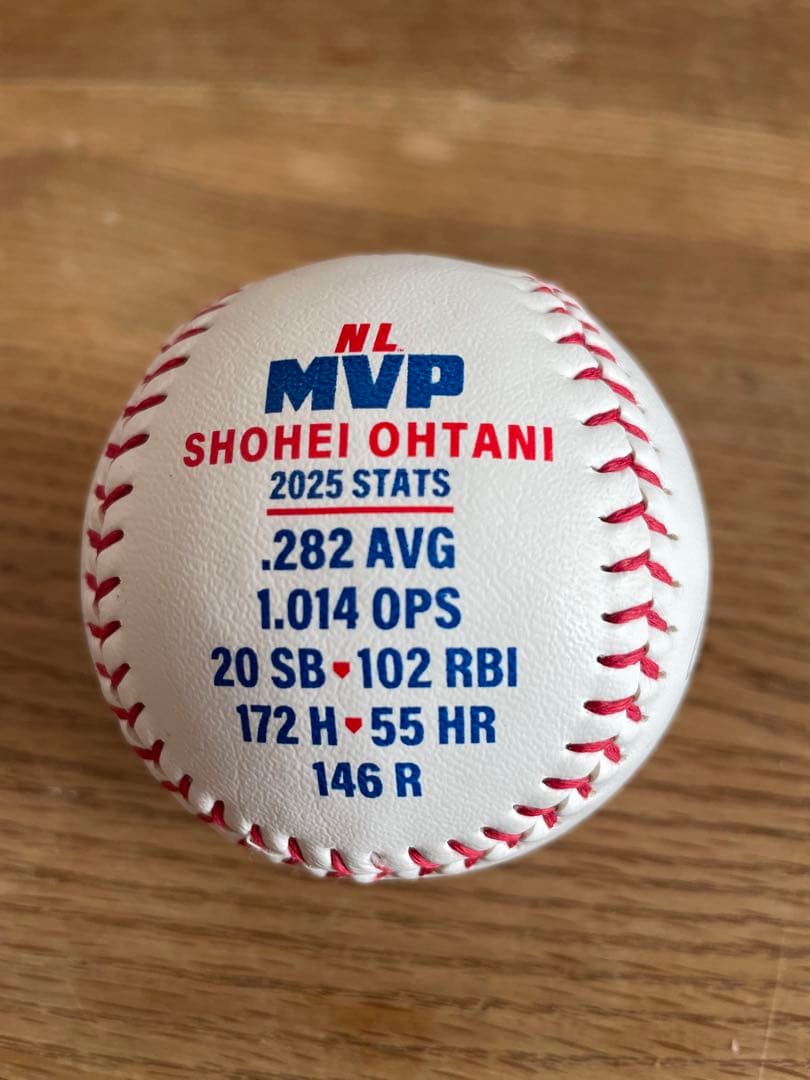 NL
MVP
SHOHEI OHTANI
2025 STATS
.282 AVG
1.014 OPS
20 SB 102 RBI
172 H 55 HR
146 R